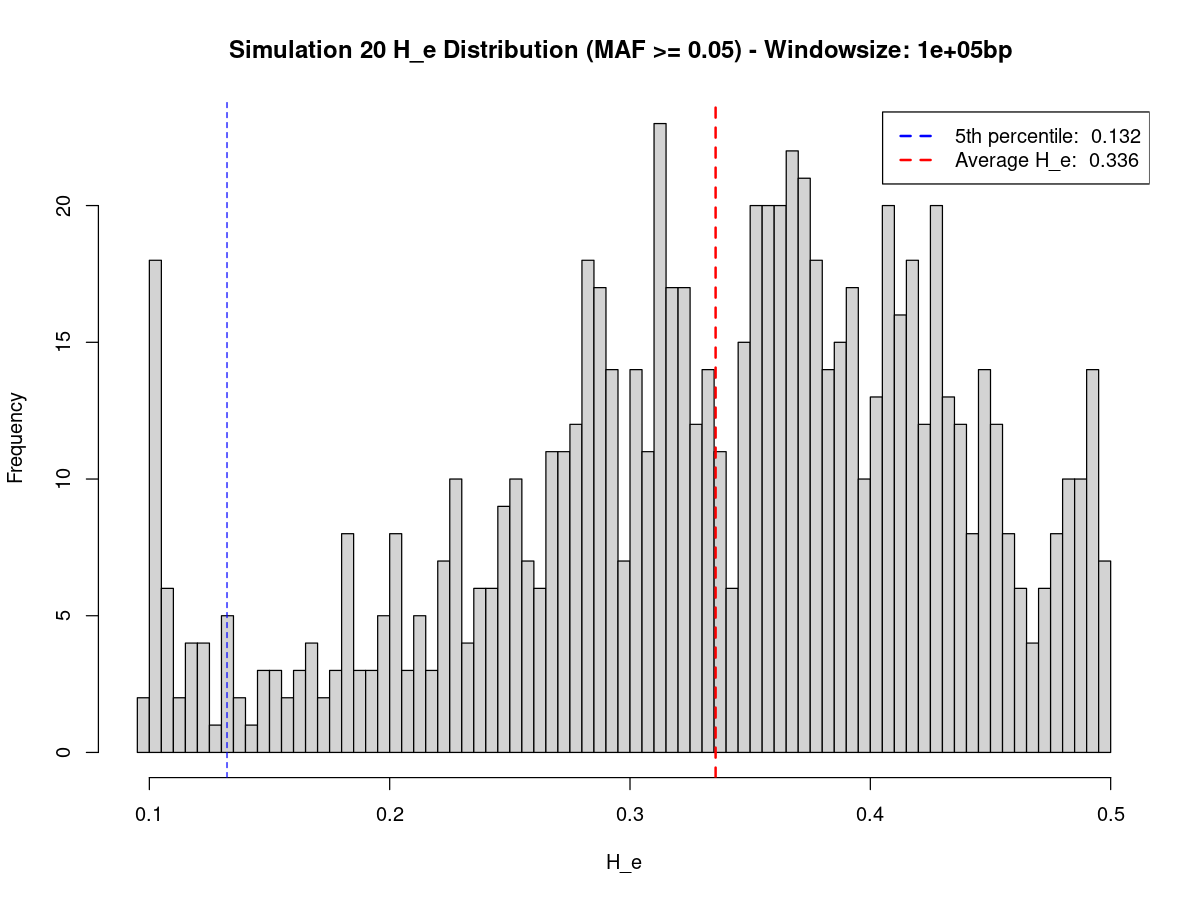 Simulation 20 H_e Distribution (MAF >= 0.05) - Windowsize: 1e+05bp
5th percentile: 0.132
Average H_e: 0.336
Frequency
20
15
10
5
0
0.1 0.2 0.3 0.4 0.5
H_e